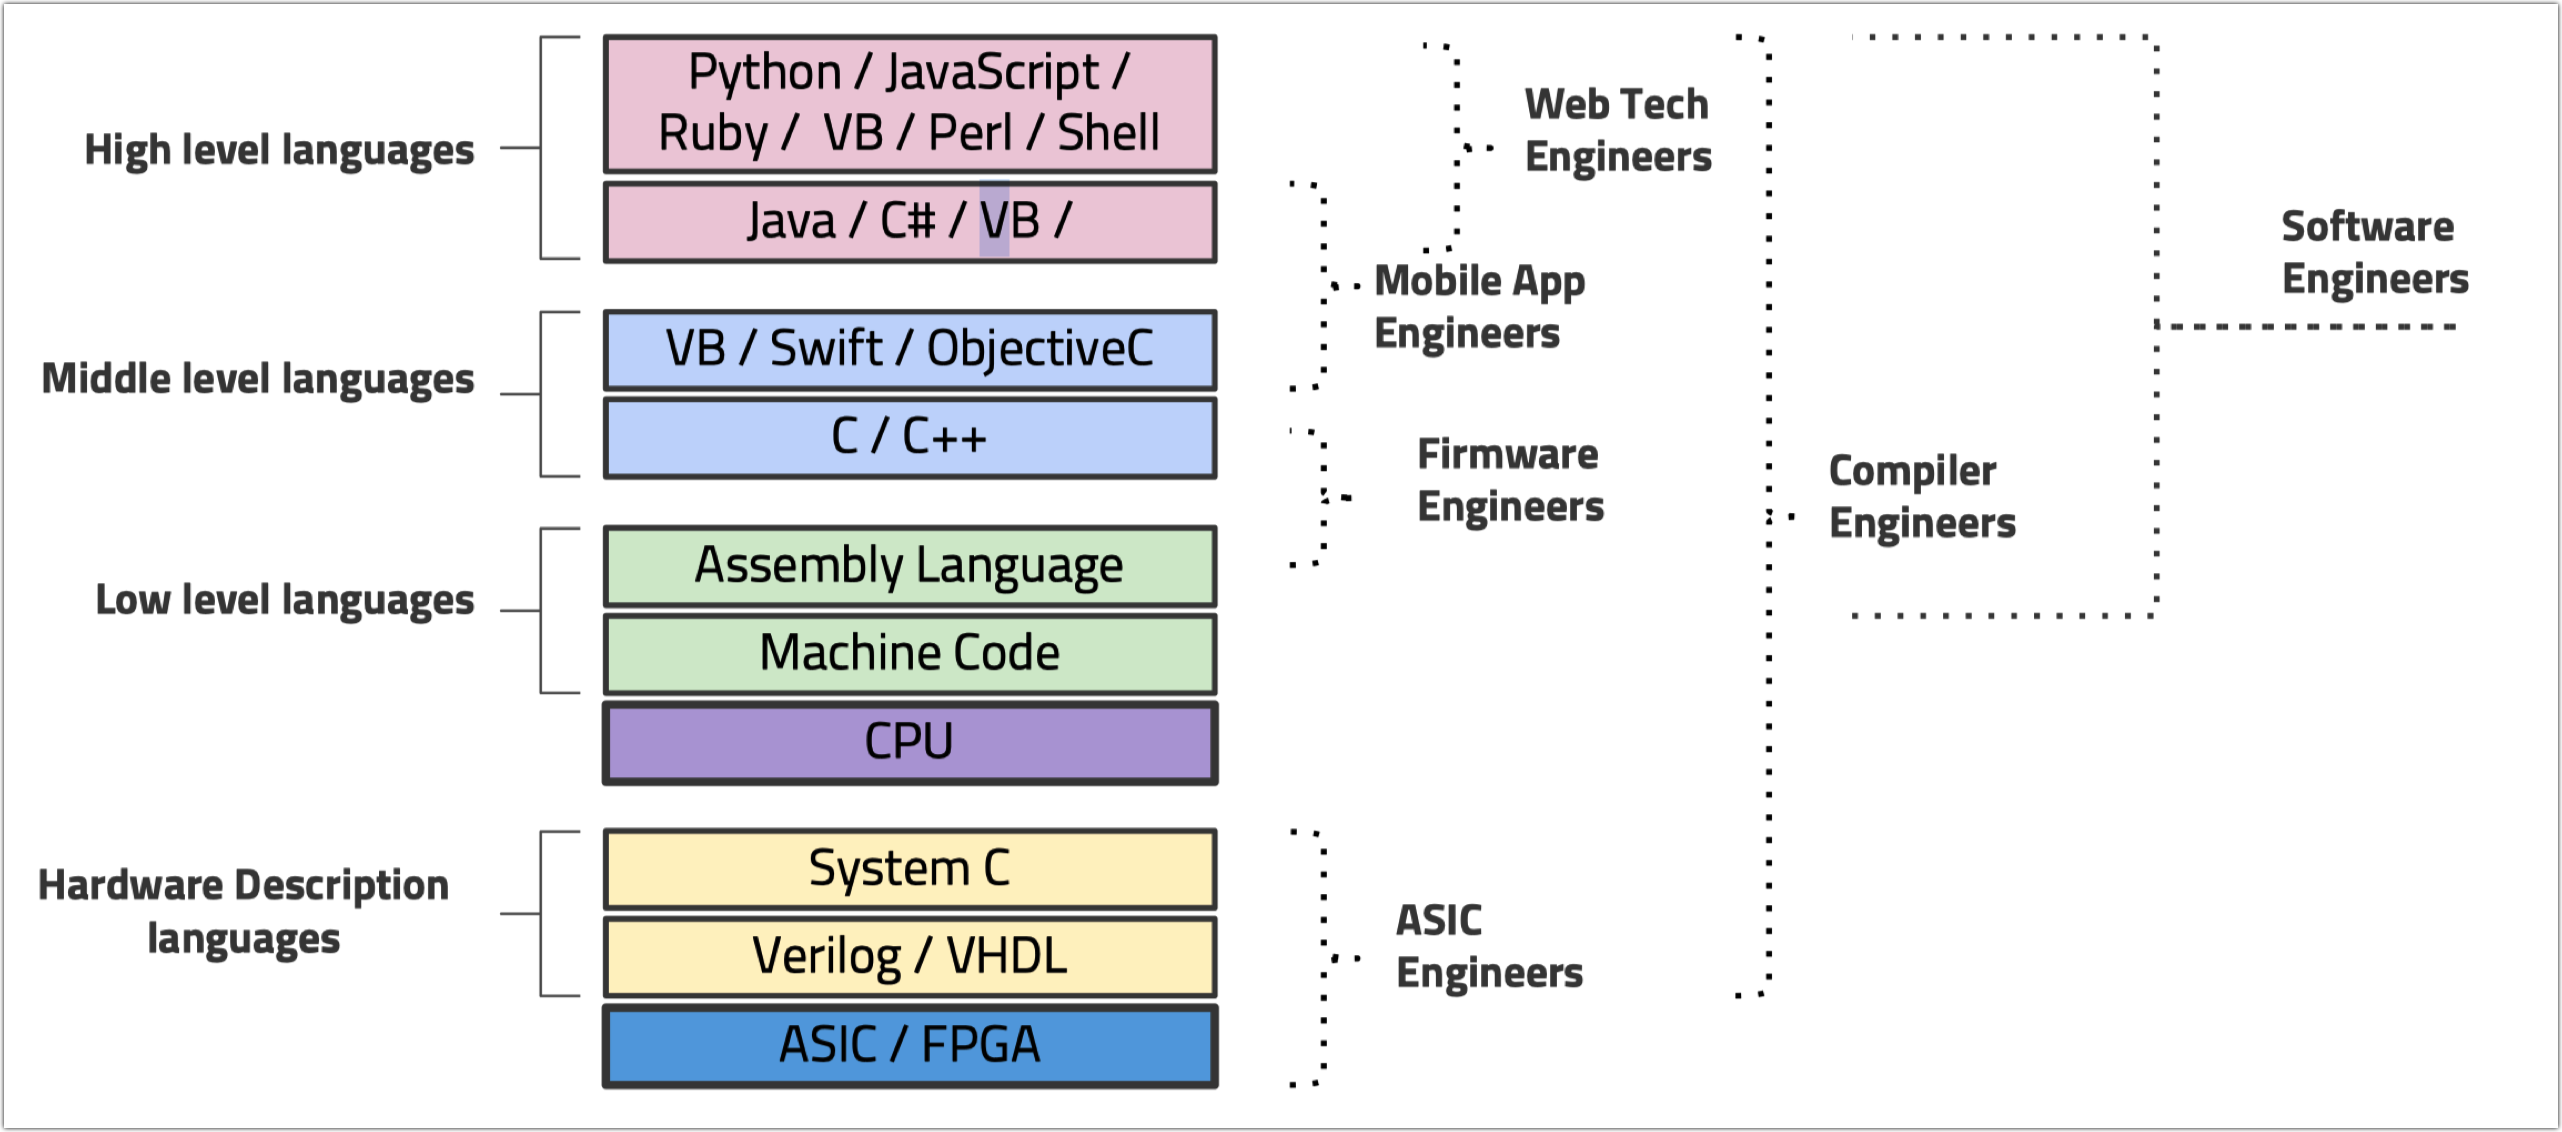 High level languages
Python / JavaScript /
Ruby / VB / Perl / Shell
Java / C# / VB /
Web Tech
Engineers
Mobile App
Engineers
Software
Engineers
Middle level languages
VB / Swift / ObjectiveC
C / C++
Firmware
Engineers
Compiler
Engineers
Low level languages
Assembly Language
Machine Code
CPU
Hardware Description
languages
System C
Verilog / VHDL
ASIC / FPGA
ASIC
Engineers